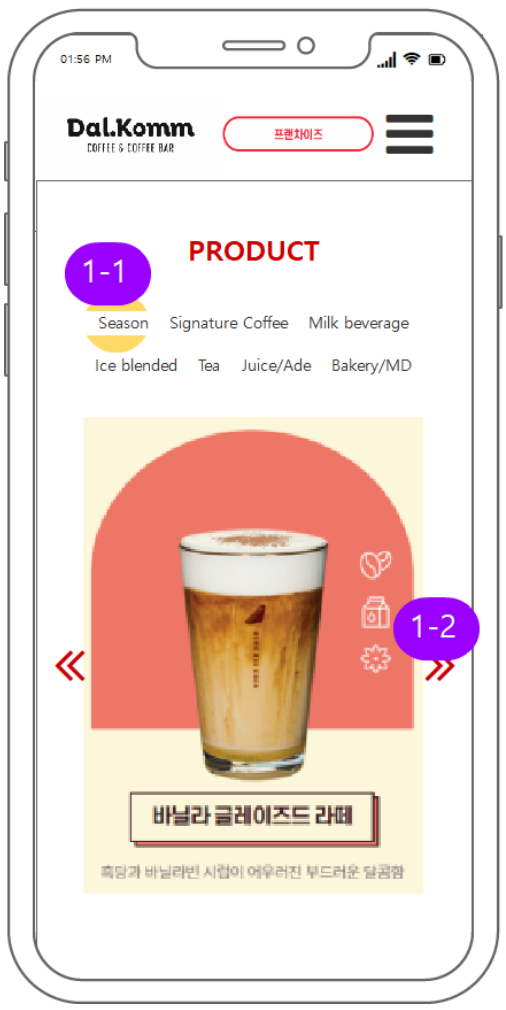 01:56 PM
Dal.Komm
COFFEE & COFFEE BAR
프랜차이즈
PRODUCT
1-1
Season Signature Coffee Milk beverage
Ice blended Tea Juice/Ade Bakery/MD
1-2
바닐라 글레이즈드 라떼
흑당과 바닐라빈 시럽이 어우러진 부드러운 달콤함